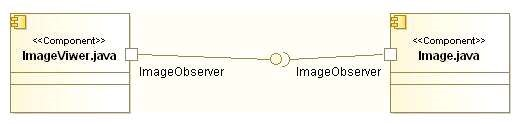 <<Component>>
ImageViwer.java
ImageObserver
ImageObserver
<<Component>>
Image.java